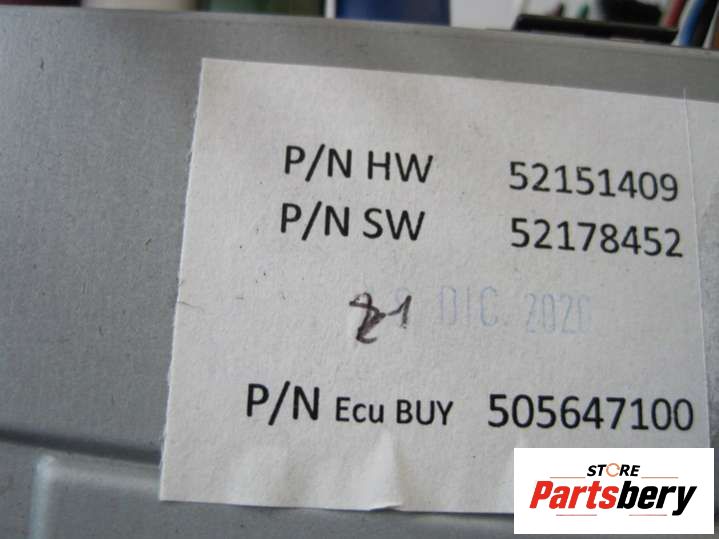 P/N HW 52151409
P/N SW 52178452
21 DIC. 2020
P/N Ecu BUY 505647100
STORE
Partsbery